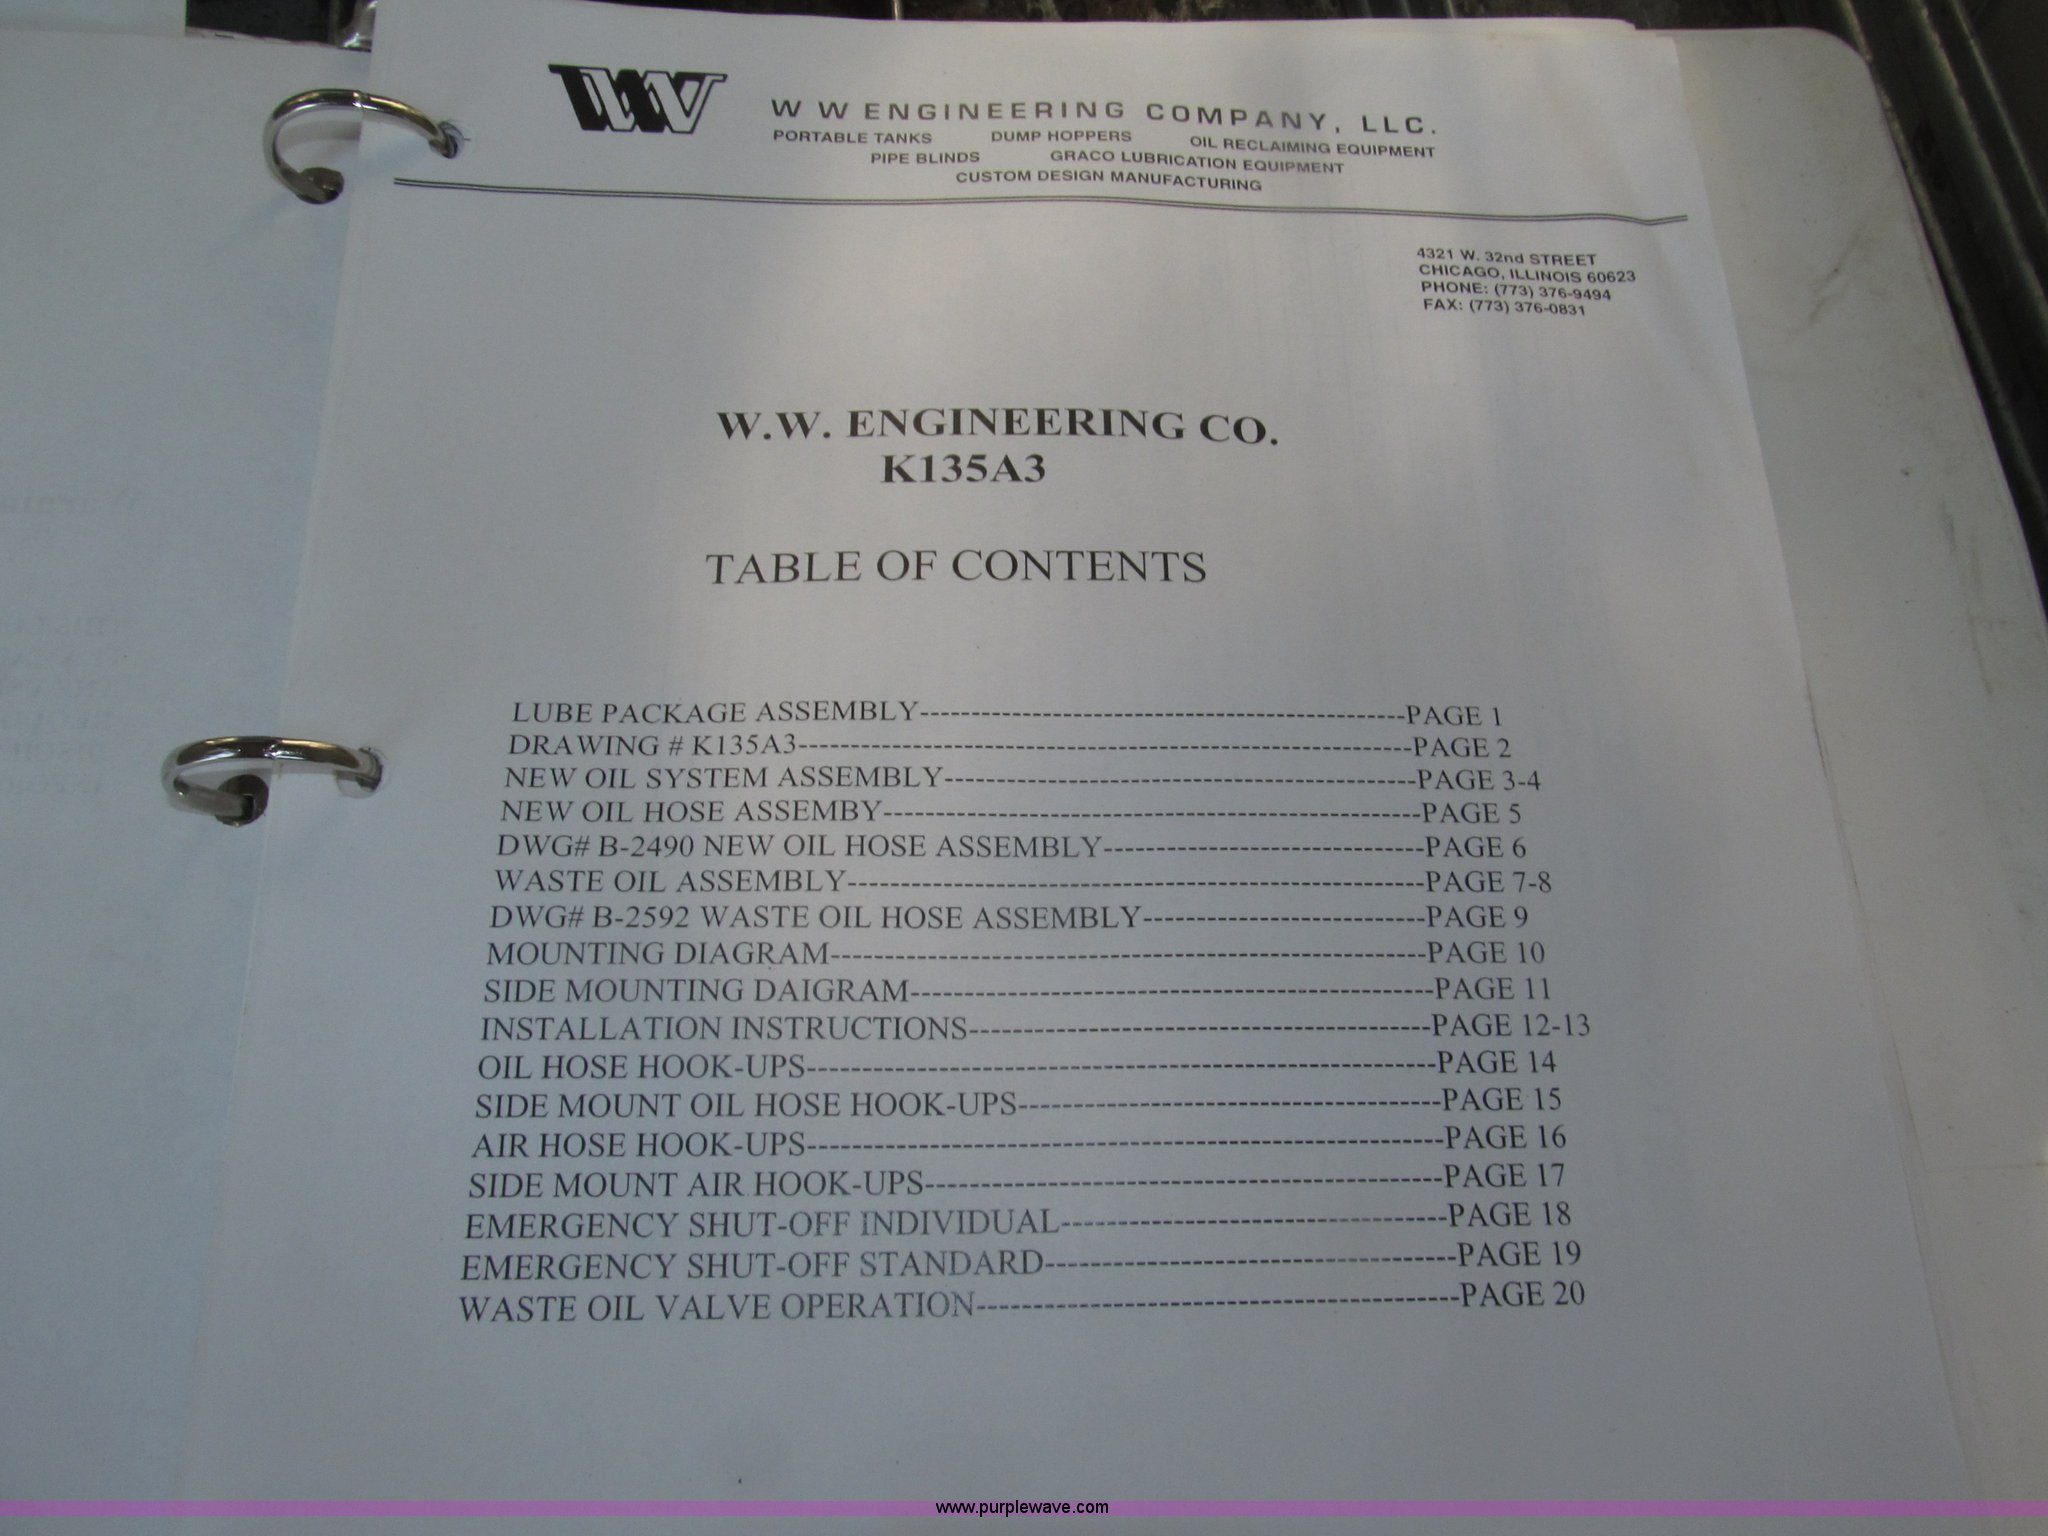 W W ENGINEERING COMPANY, LLC.
PORTABLE TANKS DUMP HOPPERS OIL RECLAIMING EQUIPMENT
PIPE BLINDS GRACO LUBRICATION EQUIPMENT
CUSTOM DESIGN MANUFACTURING
4321 W. 32nd STREET
CHICAGO, ILLINOIS 60623
PHONE: (773) 376-9494
FAX: (773) 376-0831
W.W. ENGINEERING CO.
K135A3
TABLE OF CONTENTS
LUBE PACKAGE ASSEMBLY----------------------------------------------PAGE 1
DRAWING # K135A3----------------------------------------------------------PAGE 2
NEW OIL SYSTEM ASSEMBLY---------------------------------------------PAGE 3-4
NEW OIL HOSE ASSEMBY---------------------------------------------------PAGE 5
DWG# B-2490 NEW OIL HOSE ASSEMBLY------------------------------PAGE 6
WASTE OIL ASSEMBLY-------------------------------------------------------PAGE 7-8
DWG# B-2592 WASTE OIL HOSE ASSEMBLY--------------------------PAGE 9
MOUNTING DIAGRAM--------------------------------------------------------PAGE 10
SIDE MOUNTING DAIGRAM-------------------------------------------------PAGE 11
INSTALLATION INSTRUCTIONS-------------------------------------------PAGE 12-13
OIL HOSE HOOK-UPS----------------------------------------------------------PAGE 14
SIDE MOUNT OIL HOSE HOOK-UPS---------------------------------------PAGE 15
AIR HOSE HOOK-UPS----------------------------------------------------------PAGE 16
SIDE MOUNT AIR HOOK-UPS-----------------------------------------------PAGE 17
EMERGENCY SHUT-OFF INDIVIDUAL-----------------------------------PAGE 18
EMERGENCY SHUT-OFF STANDARD-------------------------------------PAGE 19
WASTE OIL VALVE OPERATION-------------------------------------------PAGE 20
www.purplewave.com